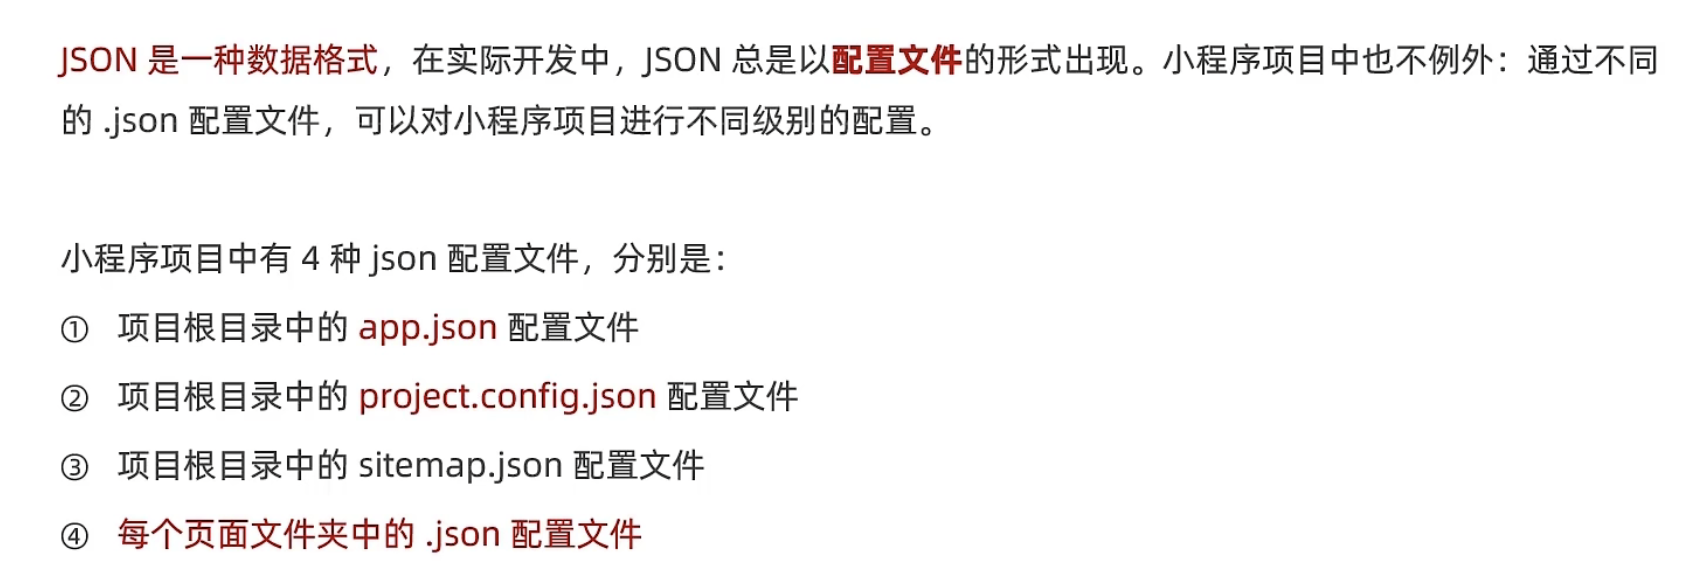 JSON 是一种数据格式，在实际开发中，JSON 总是以配置文件的形式出现。小程序项目中也不例外：通过不同
的 .json 配置文件，可以对小程序项目进行不同级别的配置。
小程序项目中有 4 种 json 配置文件，分别是：
① 项目根目录中的 app.json 配置文件
② 项目根目录中的 project.config.json 配置文件
③ 项目根目录中的 sitemap.json 配置文件
④ 每个页面文件夹中的 .json 配置文件